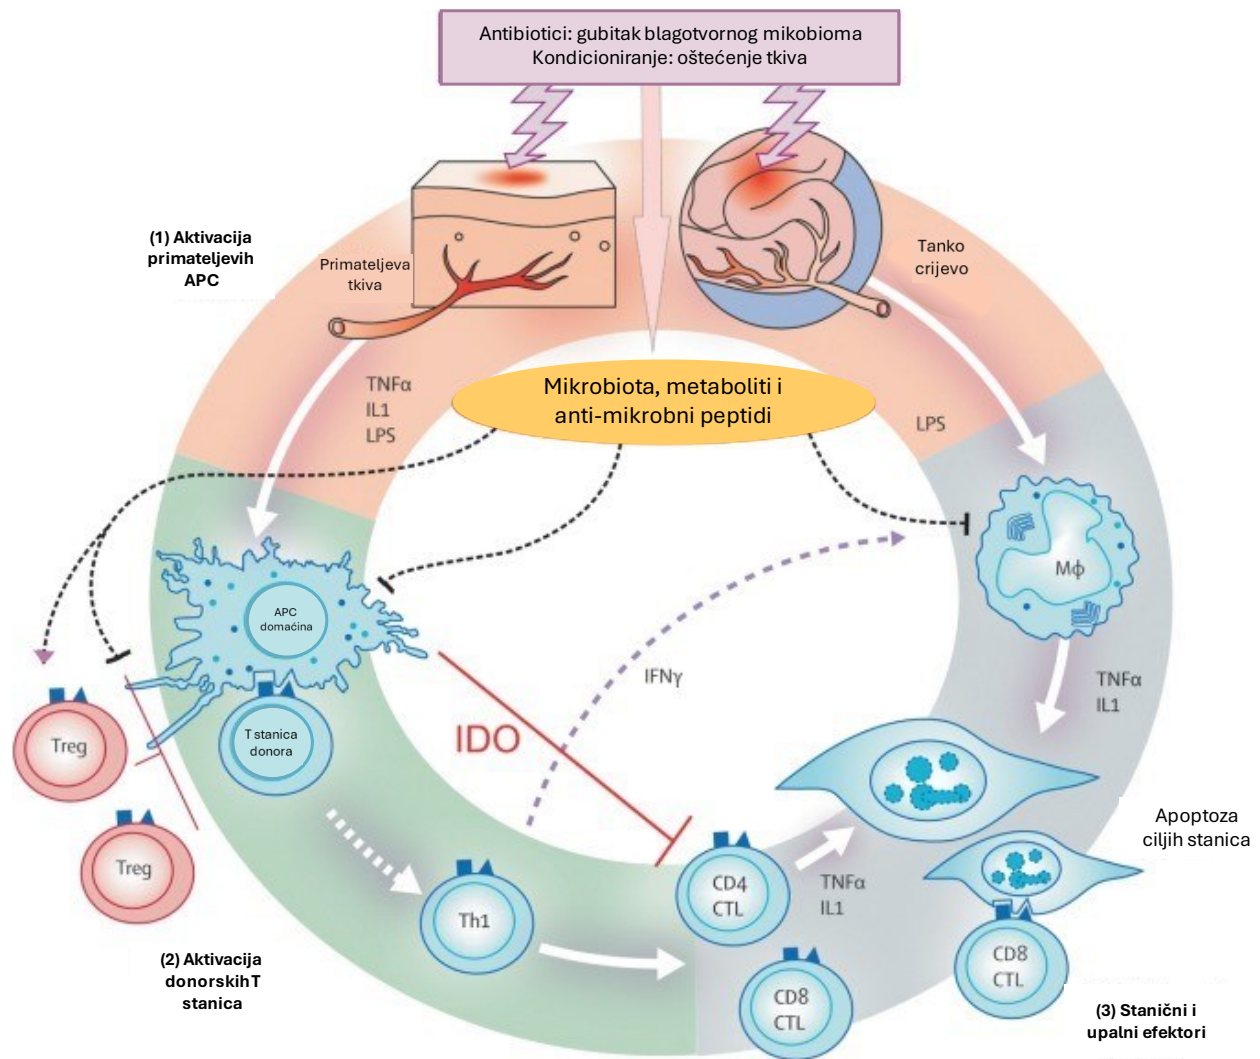 Antibiotici: gubitak blagotvornog mikobioma
Kondicioniranje: oštećenje tkiva
(1) Aktivacija
primateljevih
APC
Primateljeva
tkiva
Tanko
crijevo
TNFα
IL1
LPS
Mikrobiota, metaboliti i
anti-mikrobni peptidi
LPS
APC
domaćina
Mϕ
IFNγ
TNFα
IL1
Treg
T stanica
donora
IDO
Treg
Th1
CD4
CTL
TNFα
IL1
Apoptoza
ciljih stanica
CD8
CTL
CD8
CTL
(2) Aktivacija
donorskih T
stanica
(3) Stanični i
upalni efektori